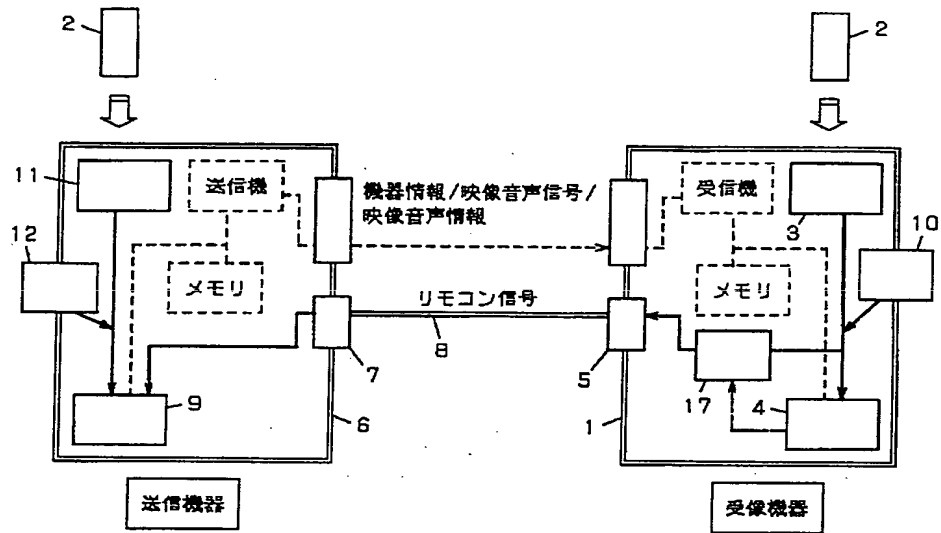 2
2
11
送信機
機器情報/映像音声信号/
映像音声情報
受信機
3
10
12
メモリ
メモリ
リモコン信号
7
8
5
17
9
6
1
4
送信機器
受像機器